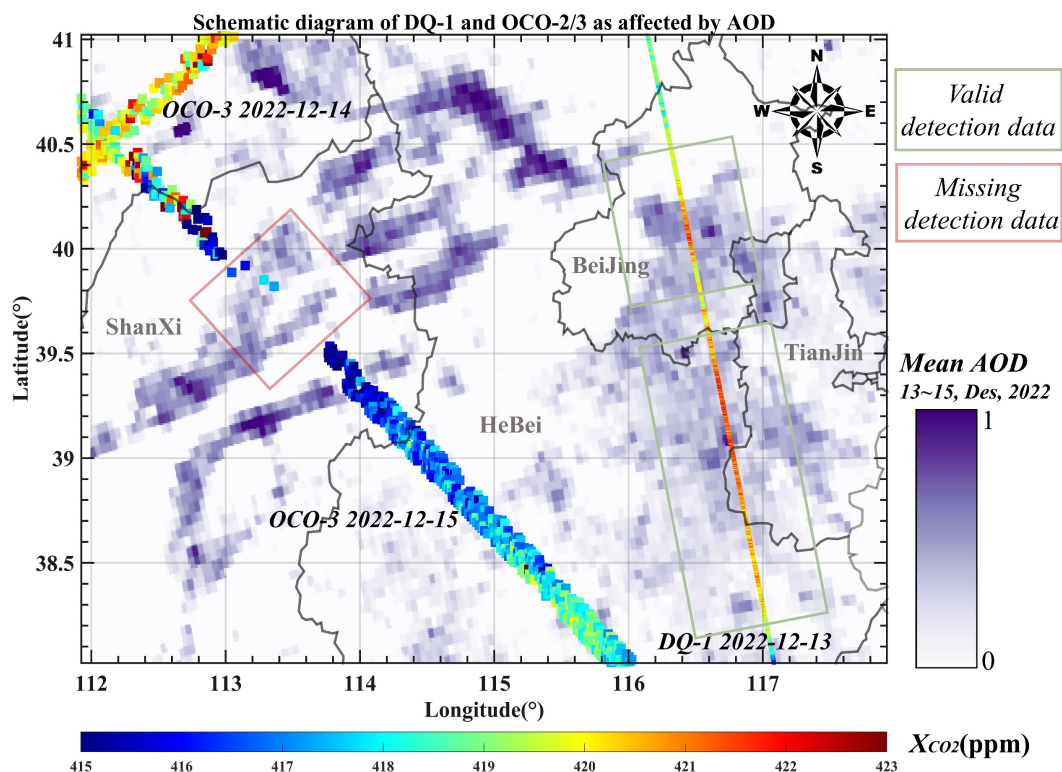 Schematic diagram of DQ-1 and OCO-2/3 as affected by AOD
41
40.5
40
39.5
39
38.5
Latitude(°)
112
113
114
115
116
117
Longitude(°)
OCO-3 2022-12-14
OCO-3 2022-12-15
DQ-1 2022-12-13
ShanXi
HeBei
BeiJing
TianJin
N
W
E
S
Valid
detection data
Missing
detection data
Mean AOD
13~15, Des, 2022
1
0
415
416
417
418
419
420
421
422
423
XCO2(ppm)